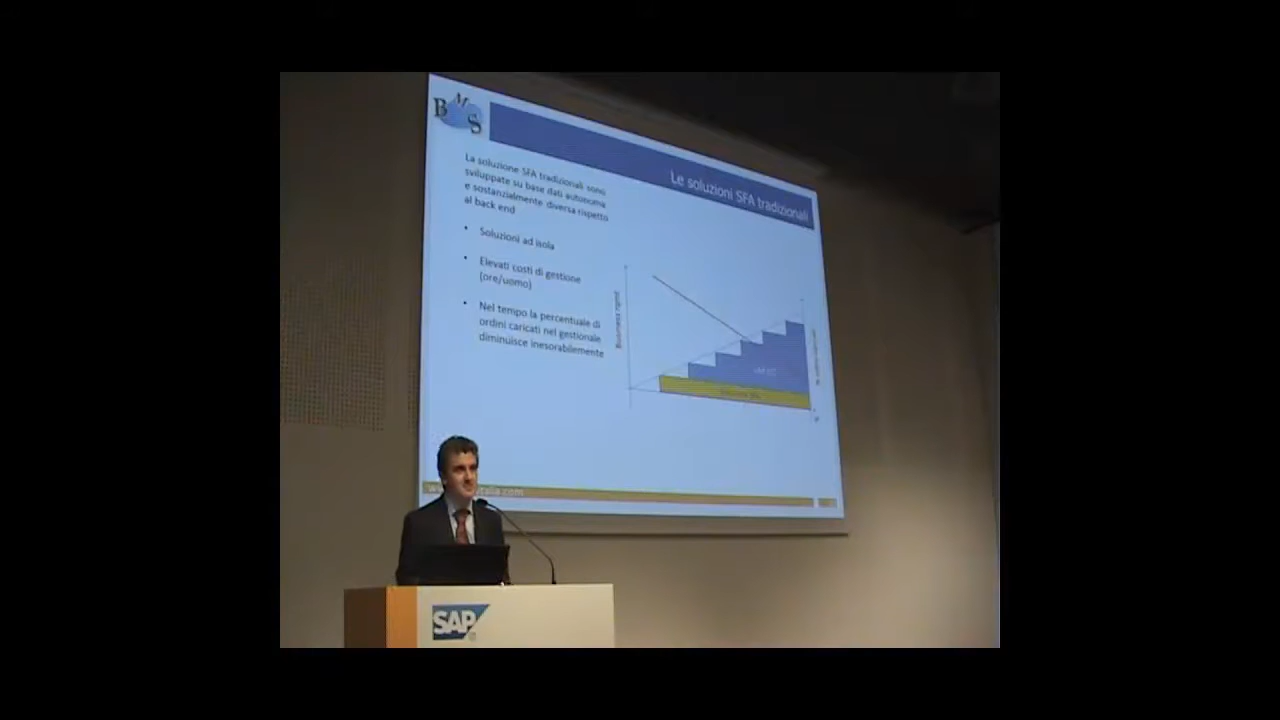 B M S
Le soluzioni SFA tradizionali
La soluzione SFA tradizionali sono
sviluppate su base dati autonoma
e sostanzialmente diversa rispetto
al back end
• Soluzioni ad isola
• Elevati costi di gestione
(ore/uomo)
• Nel tempo la percentuale di
ordini caricati nel gestionale
diminuisce inesorabilmente
Business mgmt
SAP